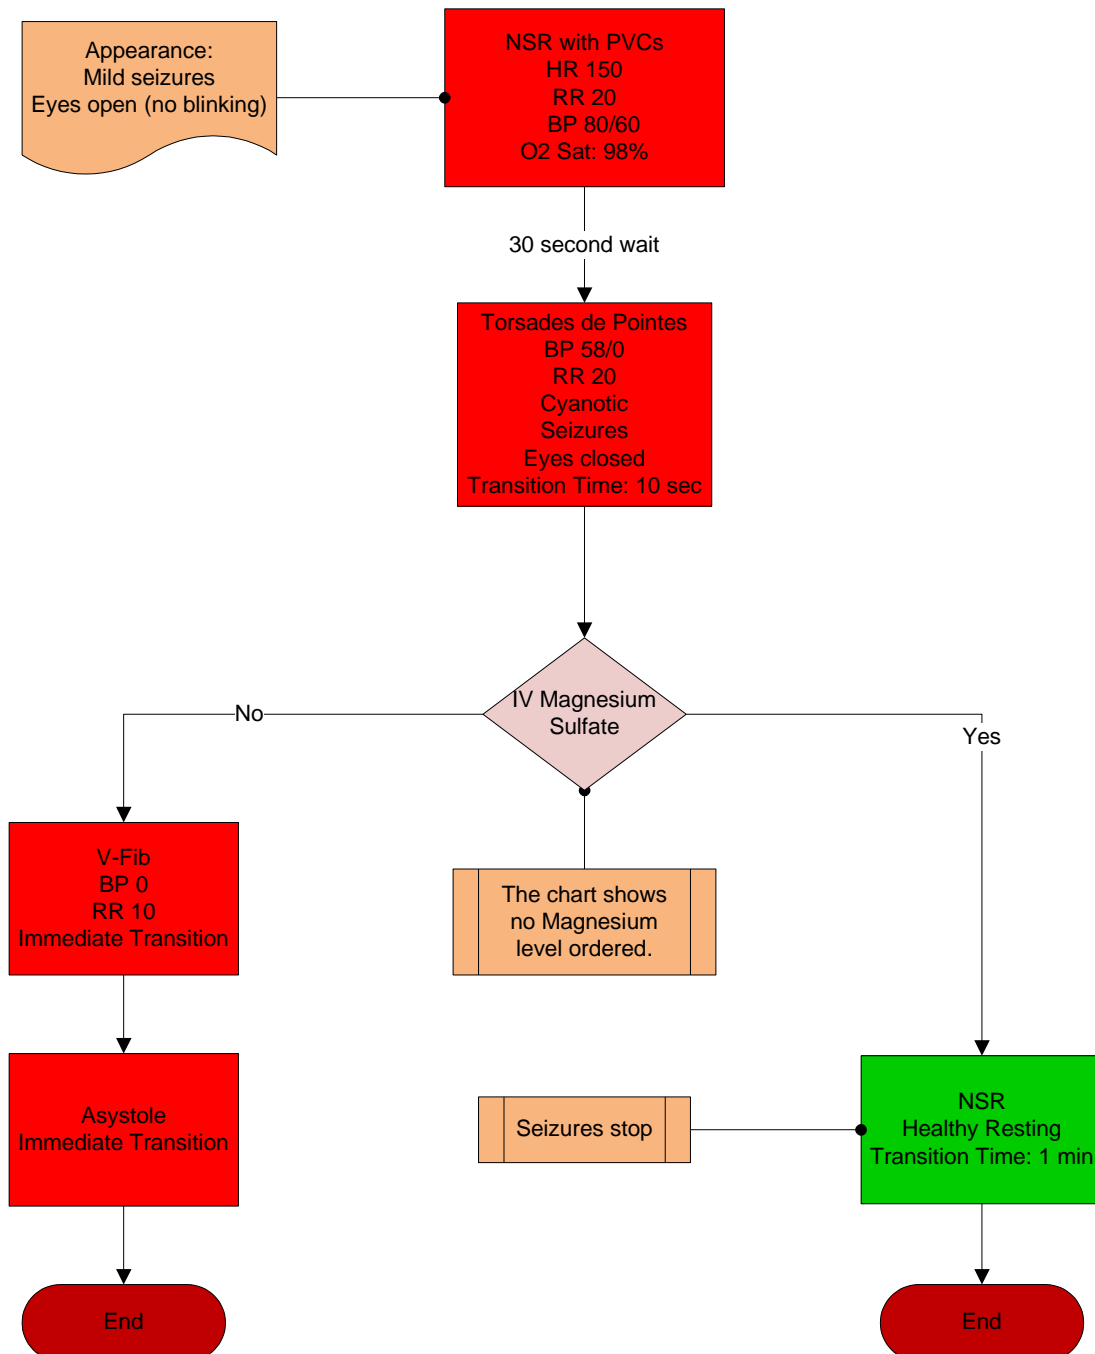 Appearance:
Mild seizures
Eyes open (no blinking)
NSR with PVCs
HR 150
RR 20
BP 80/60
O2 Sat: 98%
30 second wait
Torsades de Pointes
BP 58/0
RR 20
Cyanotic
Seizures
Eyes closed
Transition Time: 10 sec
IV Magnesium
Sulfate
No
Yes
V-Fib
BP 0
RR 10
Immediate Transition
The chart shows
no Magnesium
level ordered.
Asystole
Immediate Transition
Seizures stop
NSR
Healthy Resting
Transition Time: 1 min
End
End